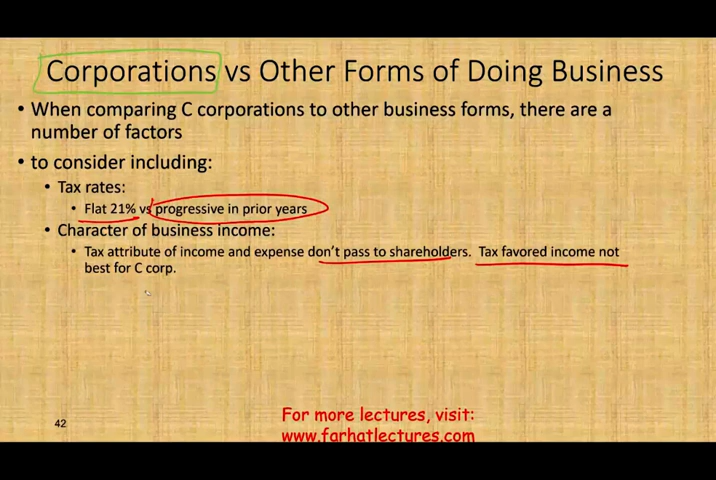 Corporations vs Other Forms of Doing Business
• When comparing C corporations to other business forms, there are a
number of factors
• to consider including:
• Tax rates:
• Flat 21% vs progressive in prior years
• Character of business income:
• Tax attribute of income and expense don't pass to shareholders. Tax favored income not
best for C corp.
For more lectures, visit:
www.farhatlectures.com
42